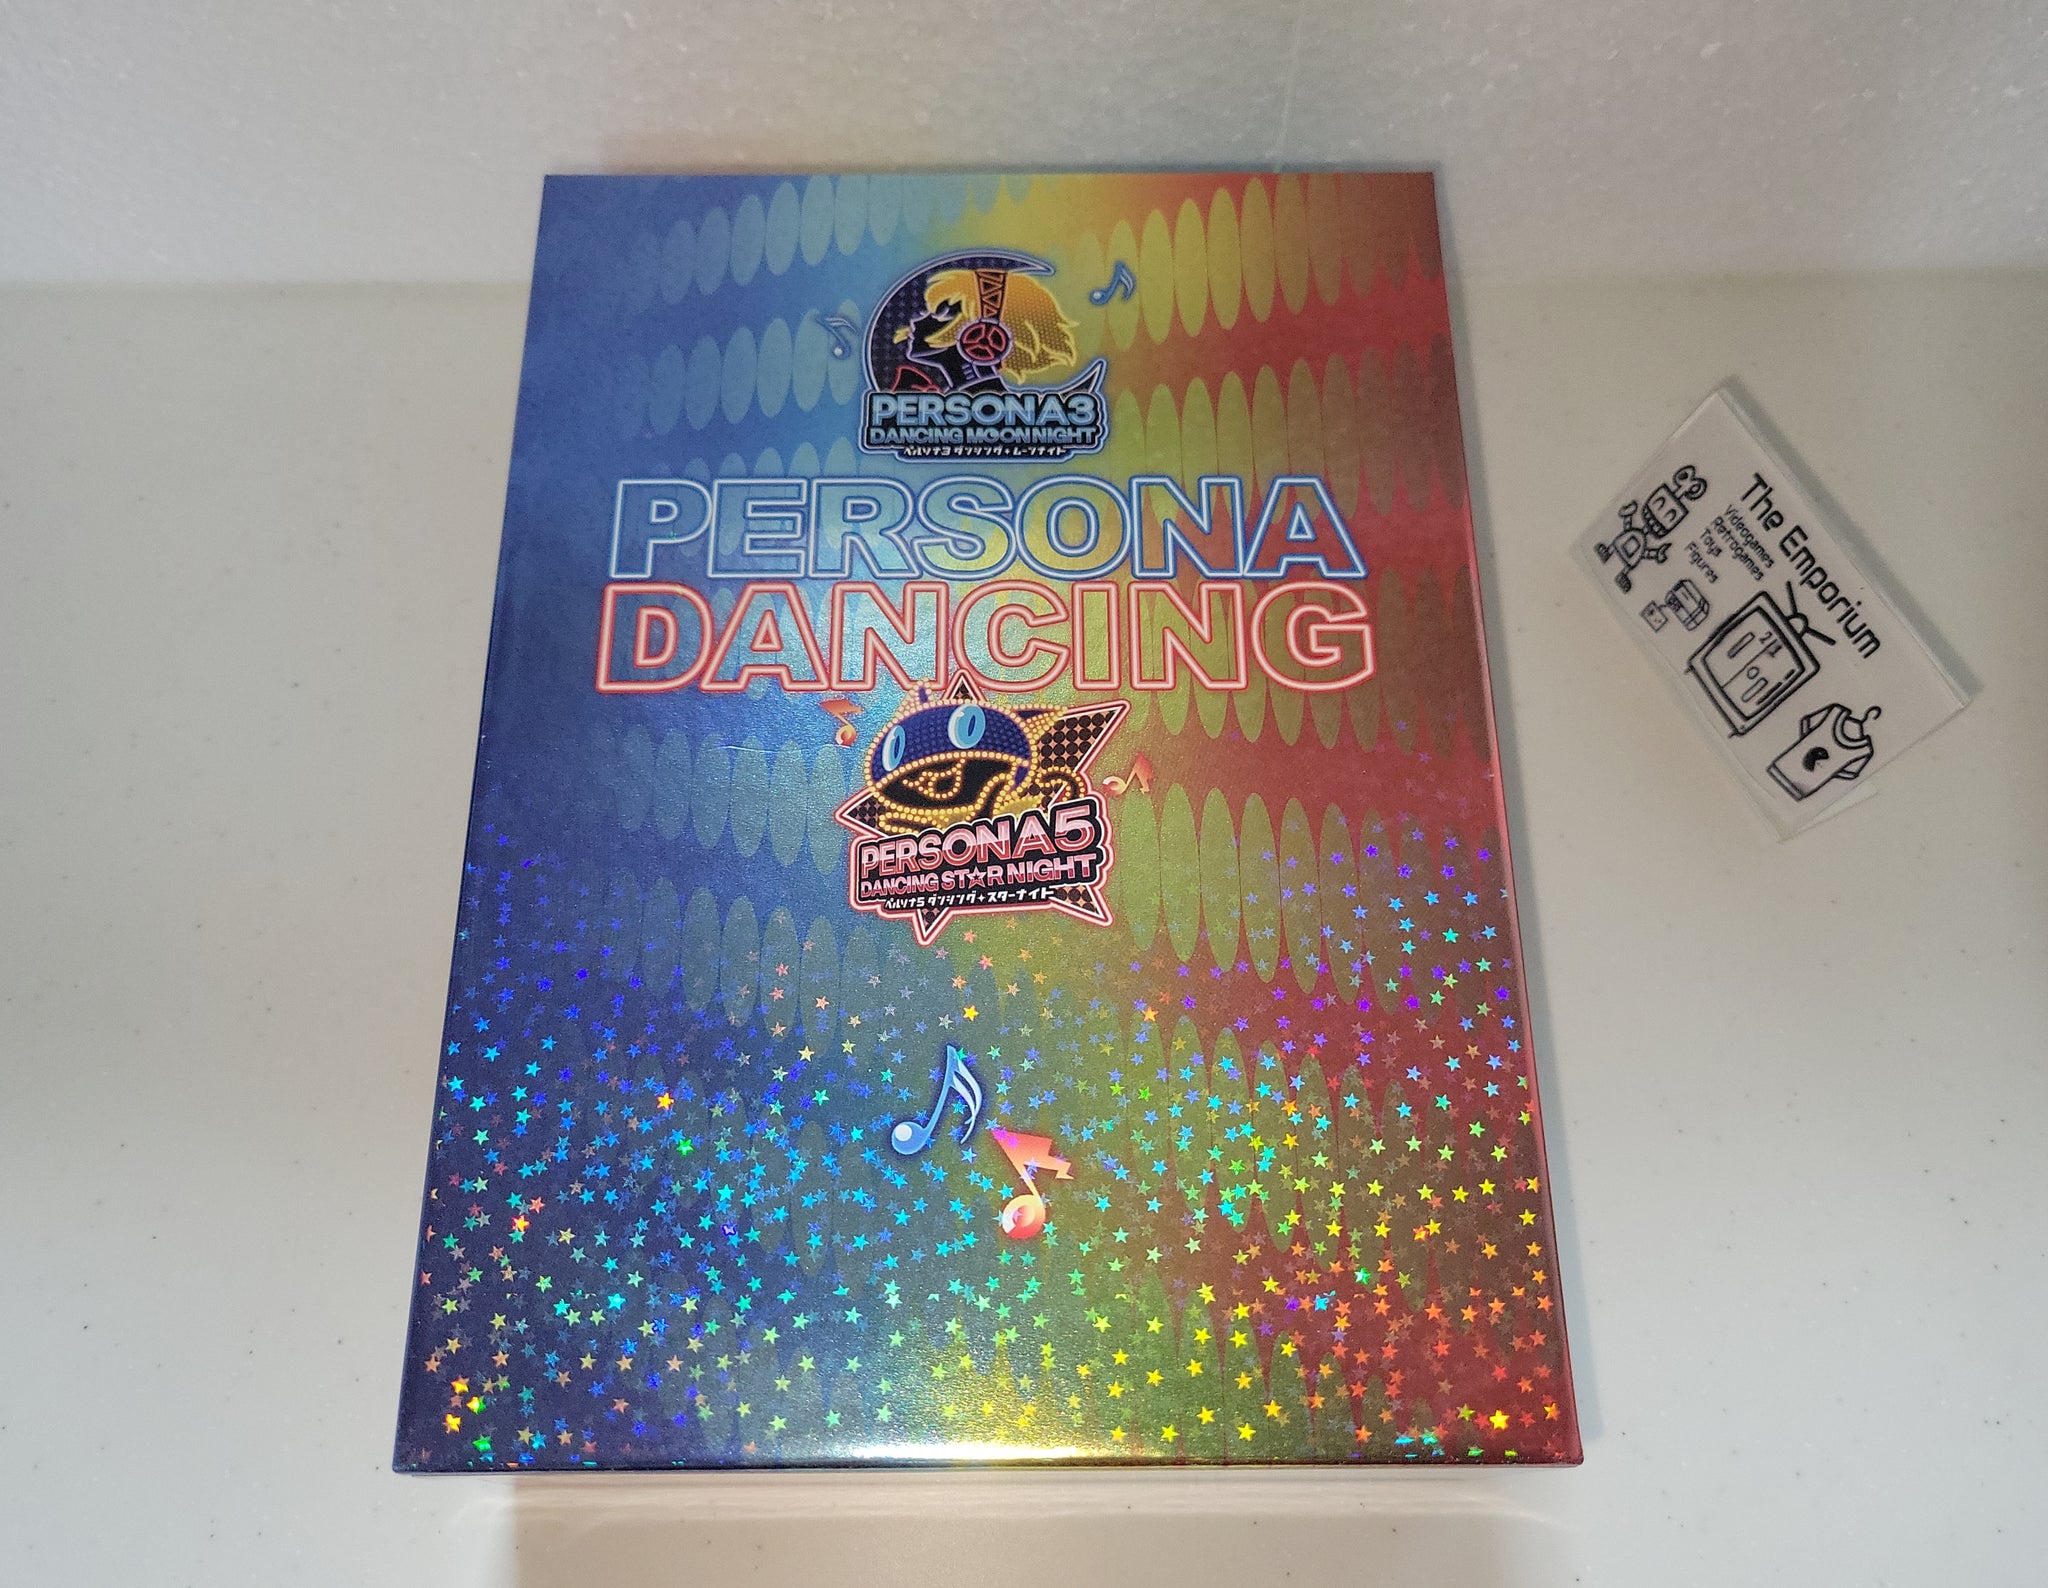 PERSONA3
DANCING MOON NIGHT
ペルソナ3 ダンシング・ムーンナイト
PERSONA
DANCING
PERSONA5
DANCING ST☆R NIGHT
ペルソナ5 ダンシング・スターナイト
The Emporium
Videogames
Retrogames
Toys
Figures